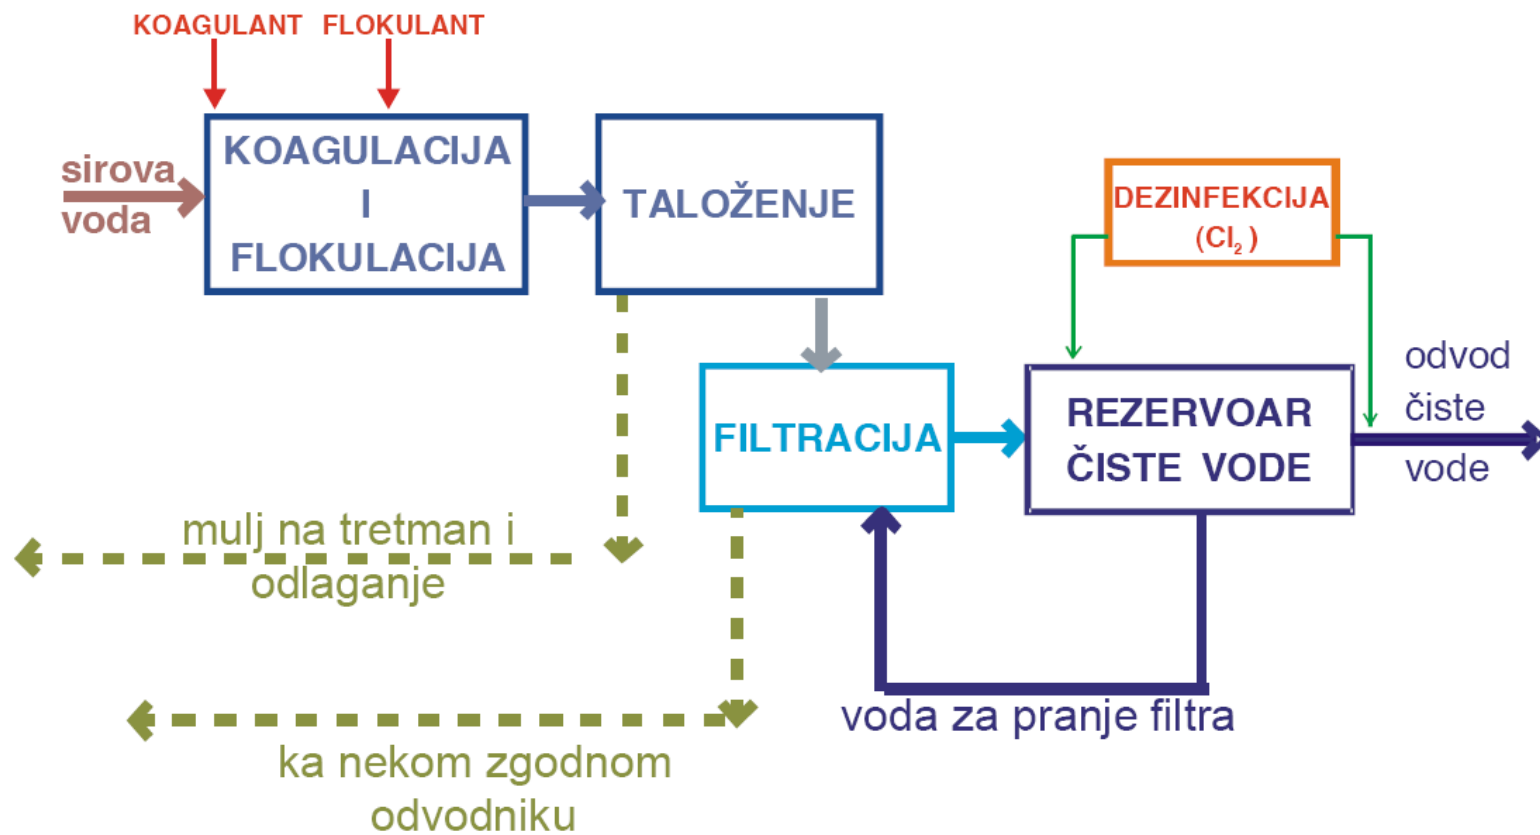 KOAGULANT FLOKULANT
sirova
voda
KOAGULACIJA
I
FLOKULACIJA
TALOŽENJE
DEZINFEKCIJA
(Cl₂ )
FILTRACIJA
REZERVOAR
ČISTE VODE
odvod
čiste
vode
mulj na tretman i
odlaganje
voda za pranje filtra
ka nekom zgodnom
odvodniku